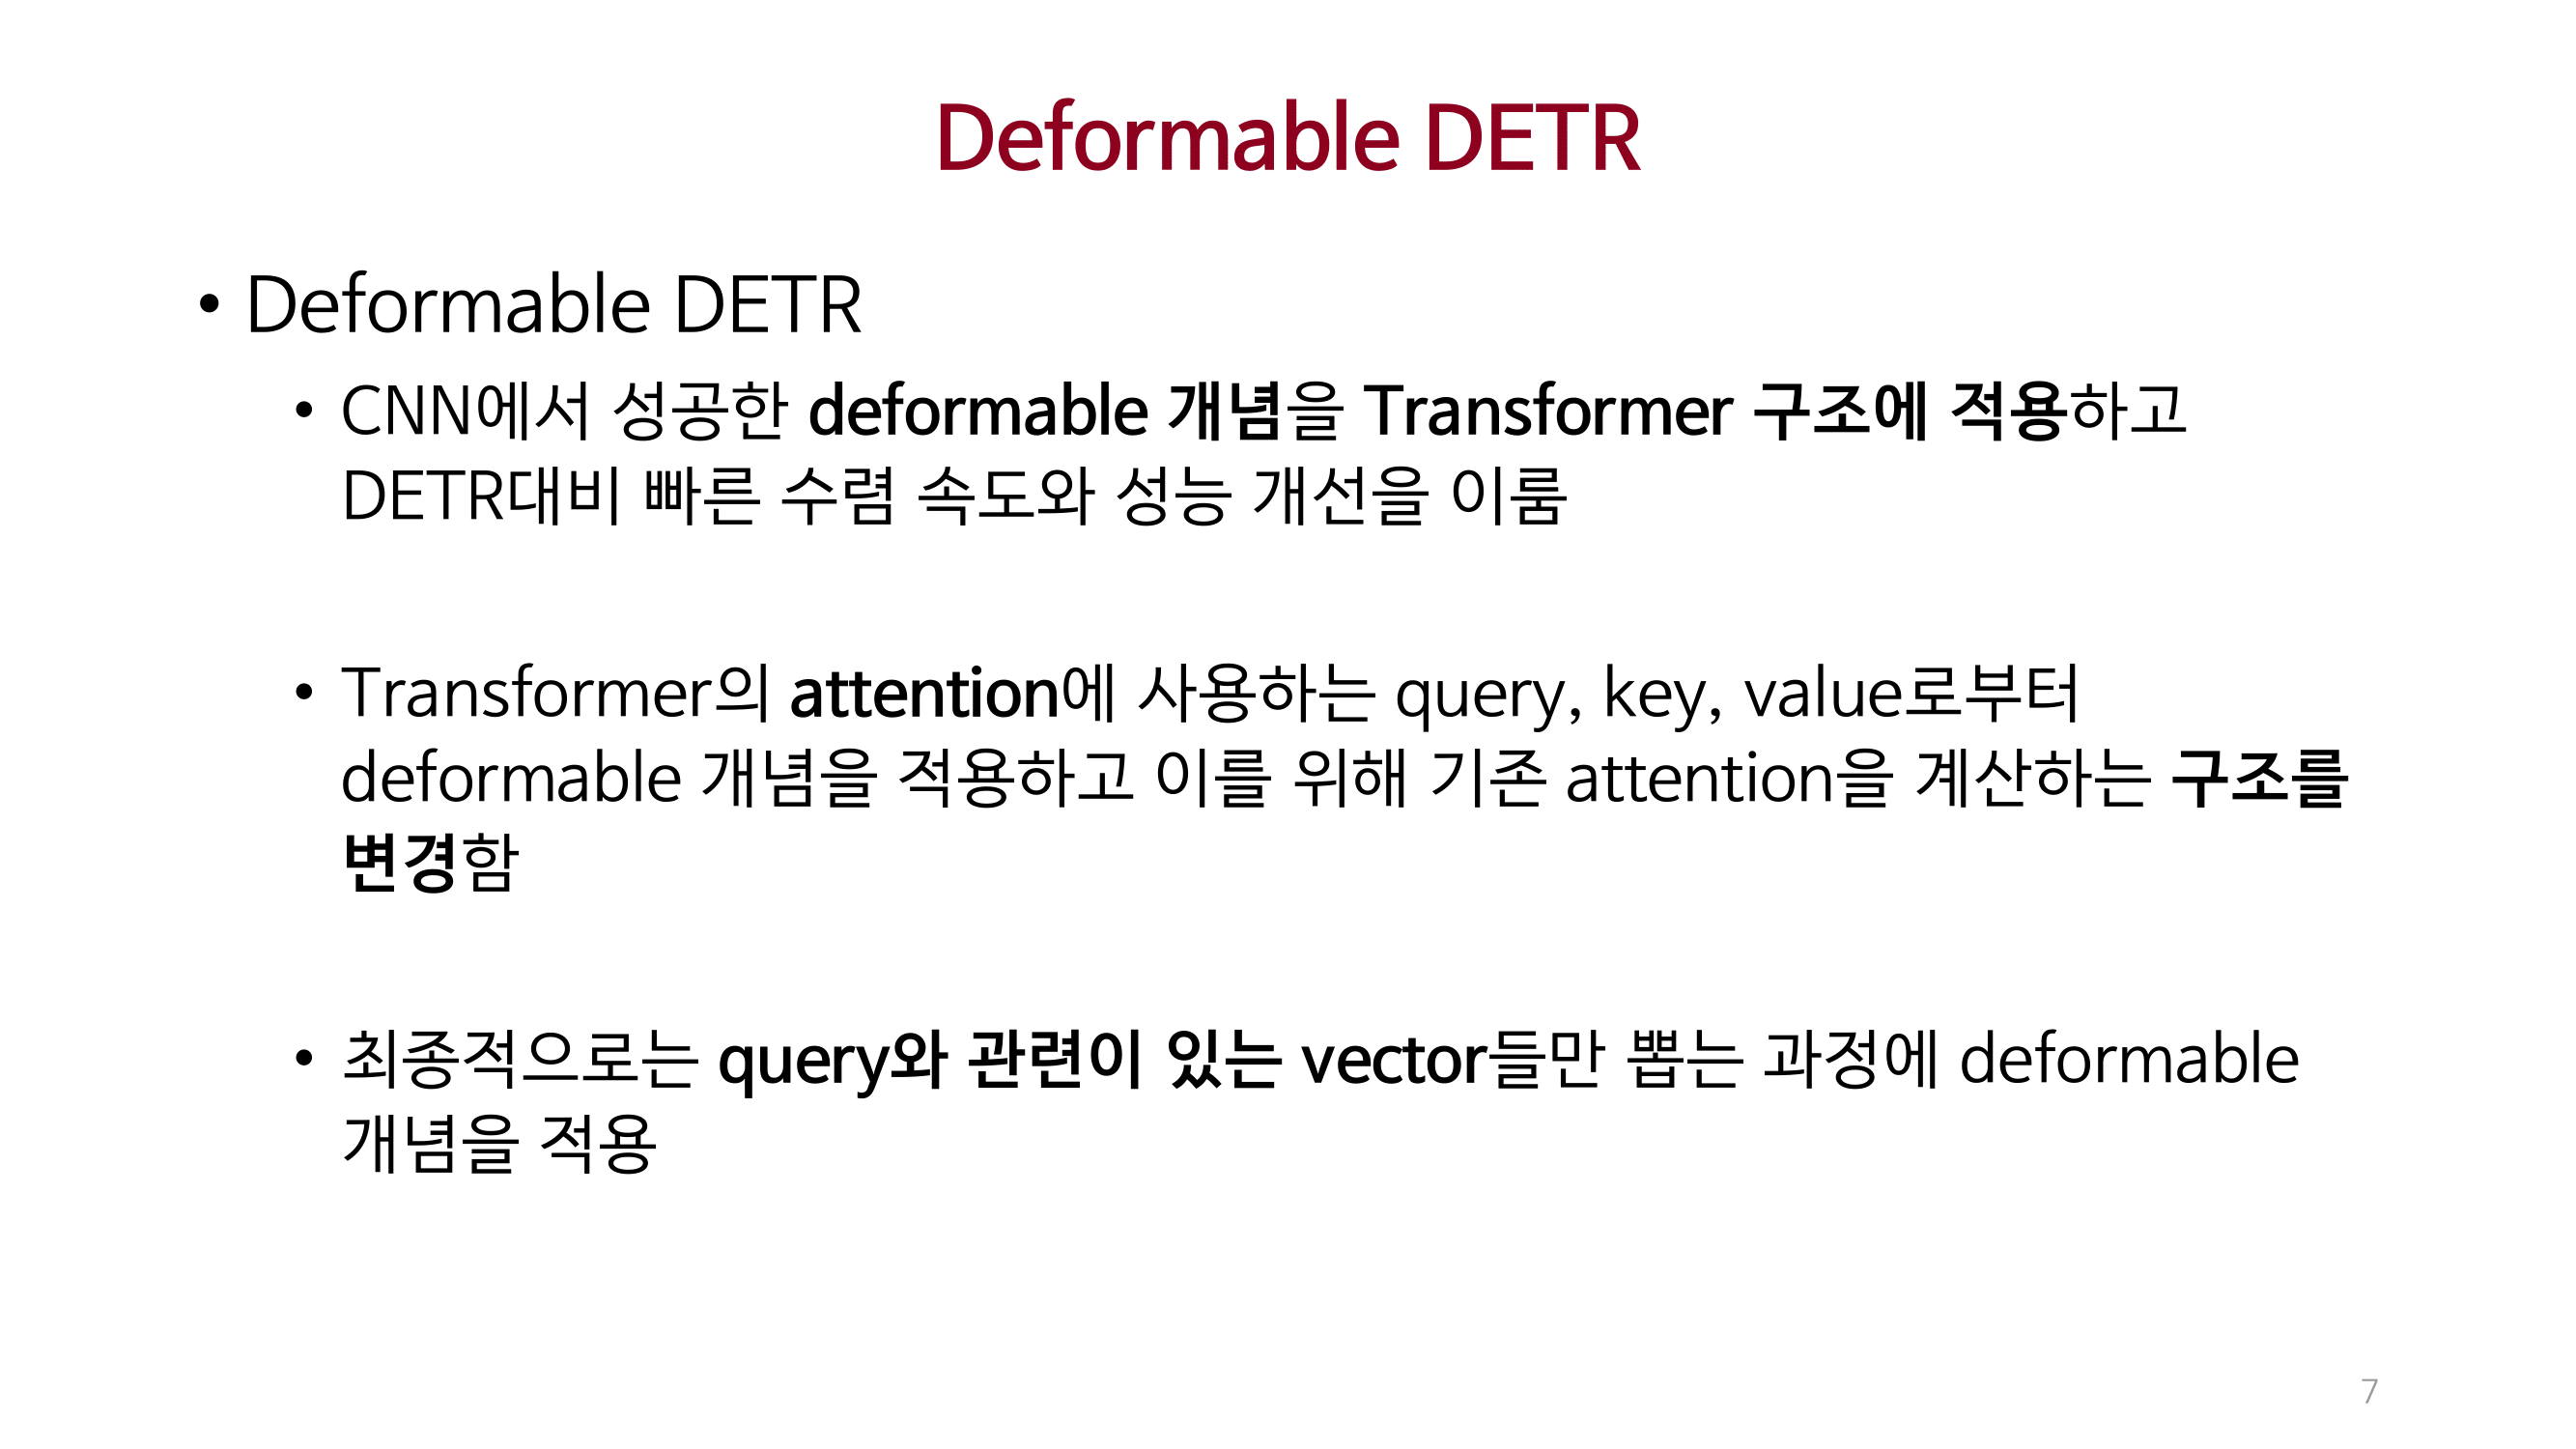 Deformable DETR
• Deformable DETR
• CNN에서 성공한 deformable 개념을 Transformer 구조에 적용하고
DETR대비 빠른 수렴 속도와 성능 개선을 이룸
• Transformer의 attention에 사용하는 query, key, value로부터
deformable 개념을 적용하고 이를 위해 기존 attention을 계산하는 구조를
변경함
• 최종적으로는 query와 관련이 있는 vector들만 뽑는 과정에 deformable
개념을 적용
7